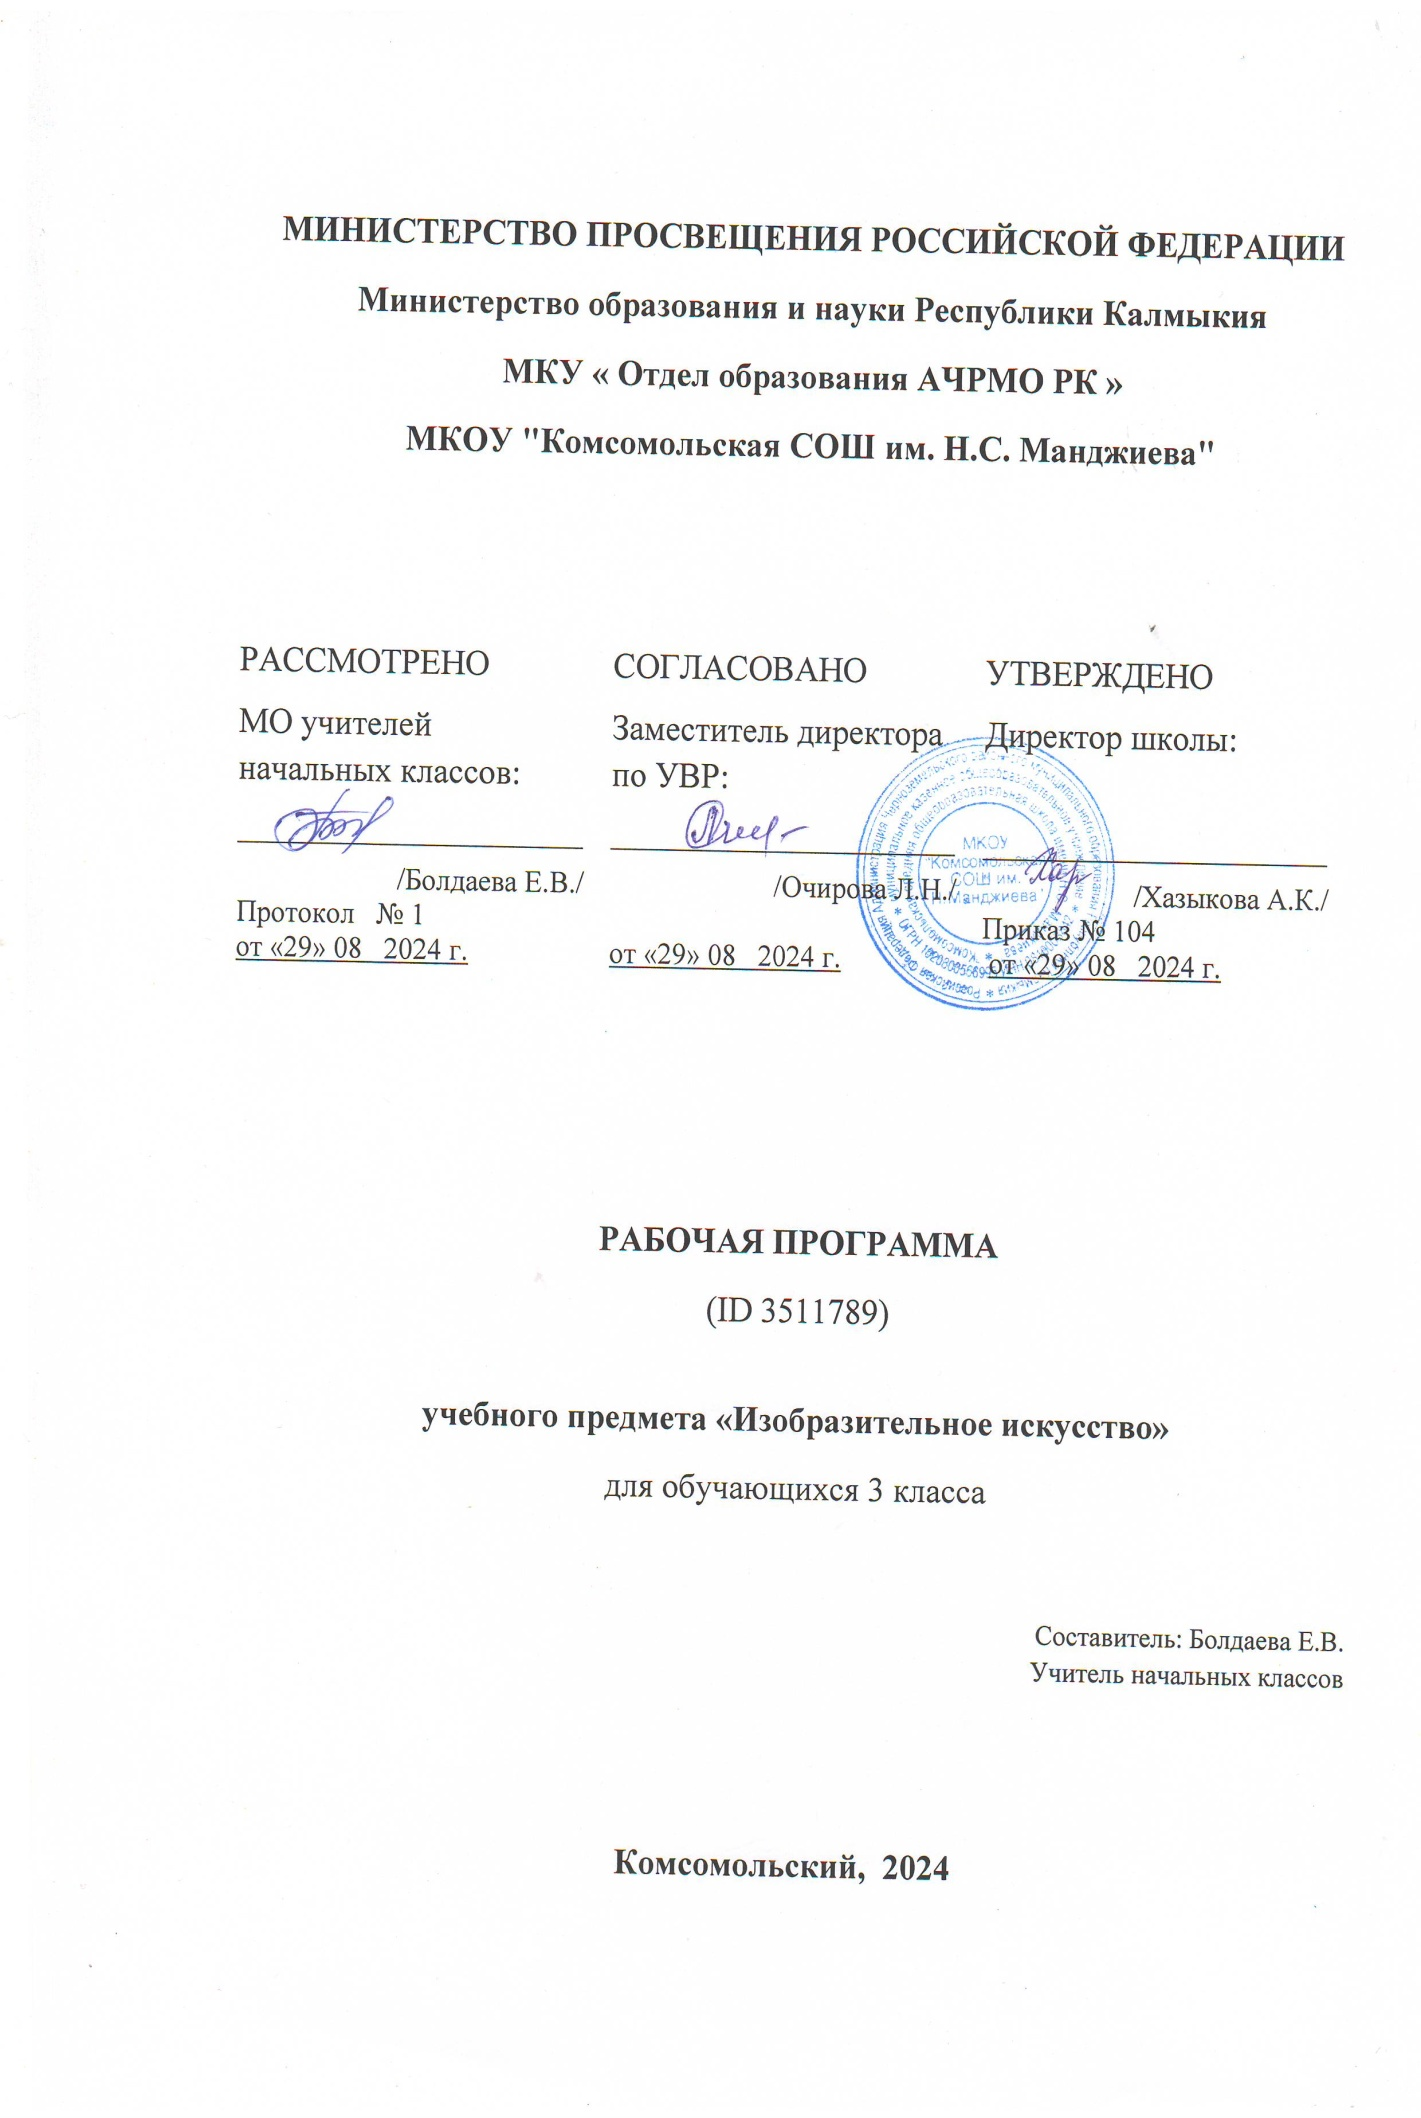 МИНИСТЕРСТВО ПРОСВЕЩЕНИЯ РОССИЙСКОЙ ФЕДЕРАЦИИ
Министерство образования и науки Республики Калмыкия
МКУ « Отдел образования АЧРМО РК »
МКОУ "Комсомольская СОШ им. Н.С. Манджиева"
РАССМОТРЕНО
МО учителей
начальных классов:
/Болдаева Е.В./
Протокол № 1
от «29» 08 2024 г.
СОГЛАСОВАНО
Заместитель директора
по УВР:
/Очирова Л.Н./
от «29» 08 2024 г.
УТВЕРЖДЕНО
Директор школы:
/Хазыкова А.К./
Приказ № 104
от «29» 08 2024 г.
МКОУ
"Комсомольская
СОШ им.
Манджиева
РАБОЧАЯ ПРОГРАММА
(ID 3511789)
учебного предмета «Изобразительное искусство»
для обучающихся 3 класса
Составитель: Болдаева Е.В.
Учитель начальных классов
Комсомольский, 2024